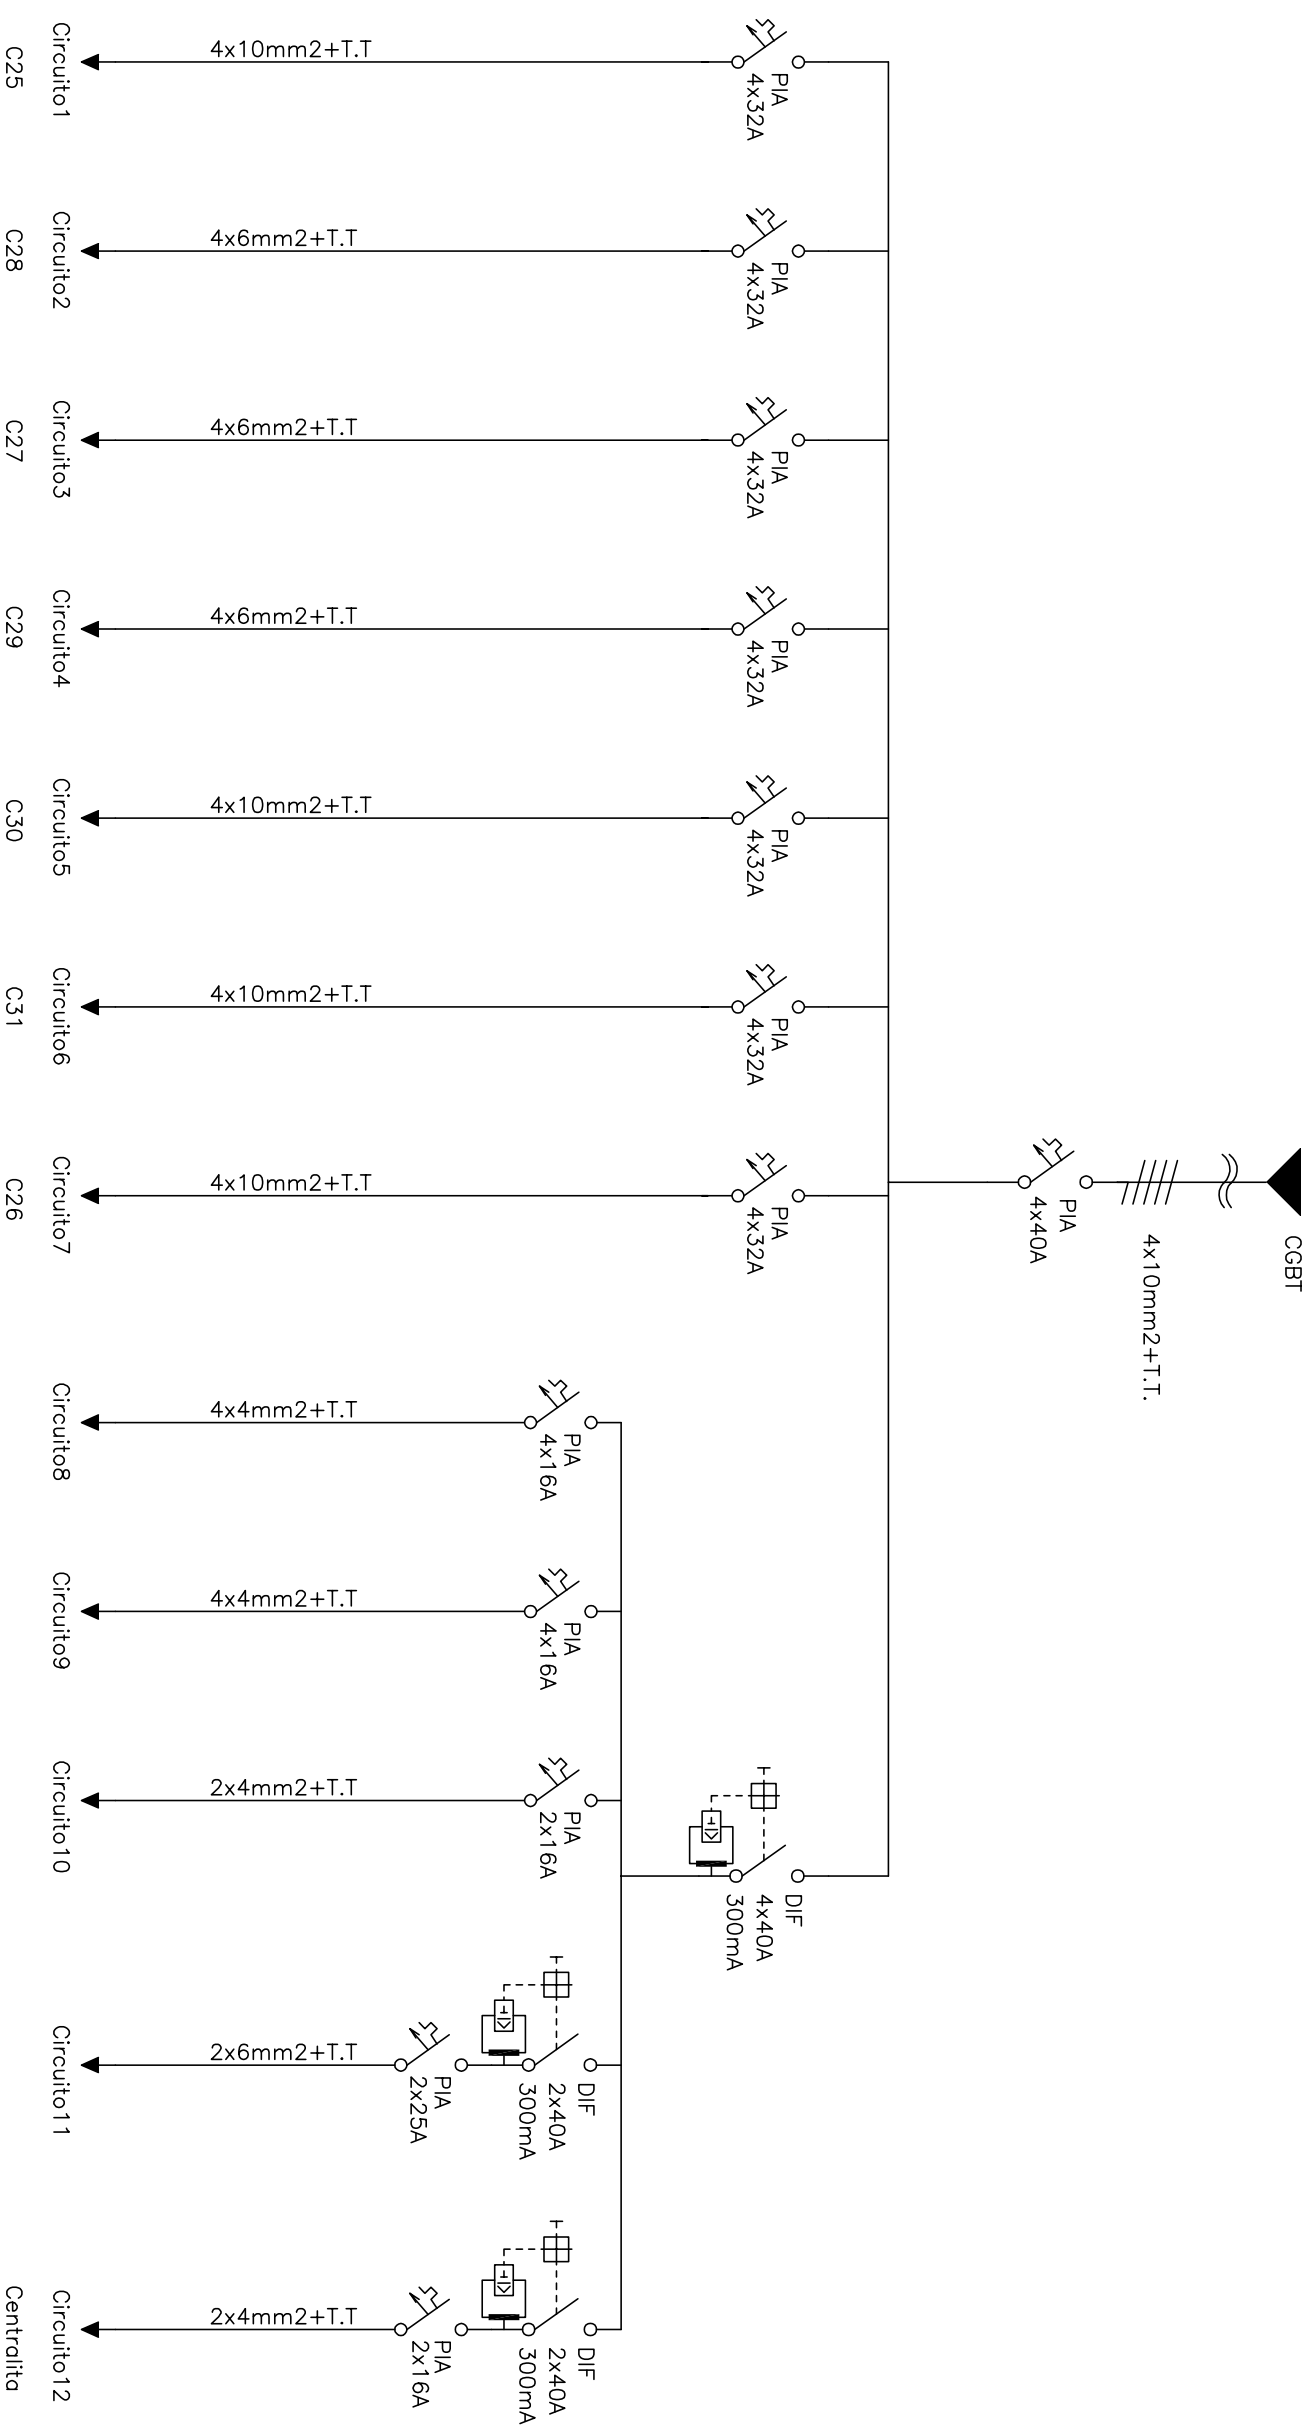 CGBT
4x10mm2+T.T.
PIA
4x40A
PIA
4x32A
4x10mm2+T.T
Circuito1
C25
PIA
4x32A
4x6mm2+T.T
Circuito2
C28
PIA
4x32A
4x6mm2+T.T
Circuito3
C27
PIA
4x32A
4x6mm2+T.T
Circuito4
C29
PIA
4x32A
4x10mm2+T.T
Circuito5
C30
PIA
4x32A
4x10mm2+T.T
Circuito6
C31
PIA
4x32A
4x10mm2+T.T
Circuito7
C26
DIF
4x40A
300mA
PIA
4x16A
4x4mm2+T.T
Circuito8
PIA
4x16A
4x4mm2+T.T
Circuito9
PIA
2x16A
2x4mm2+T.T
Circuito10
DIF
2x40A
300mA
PIA
2x25A
2x6mm2+T.T
Circuito11
DIF
2x40A
300mA
PIA
2x16A
2x4mm2+T.T
Circuito12
Centralita